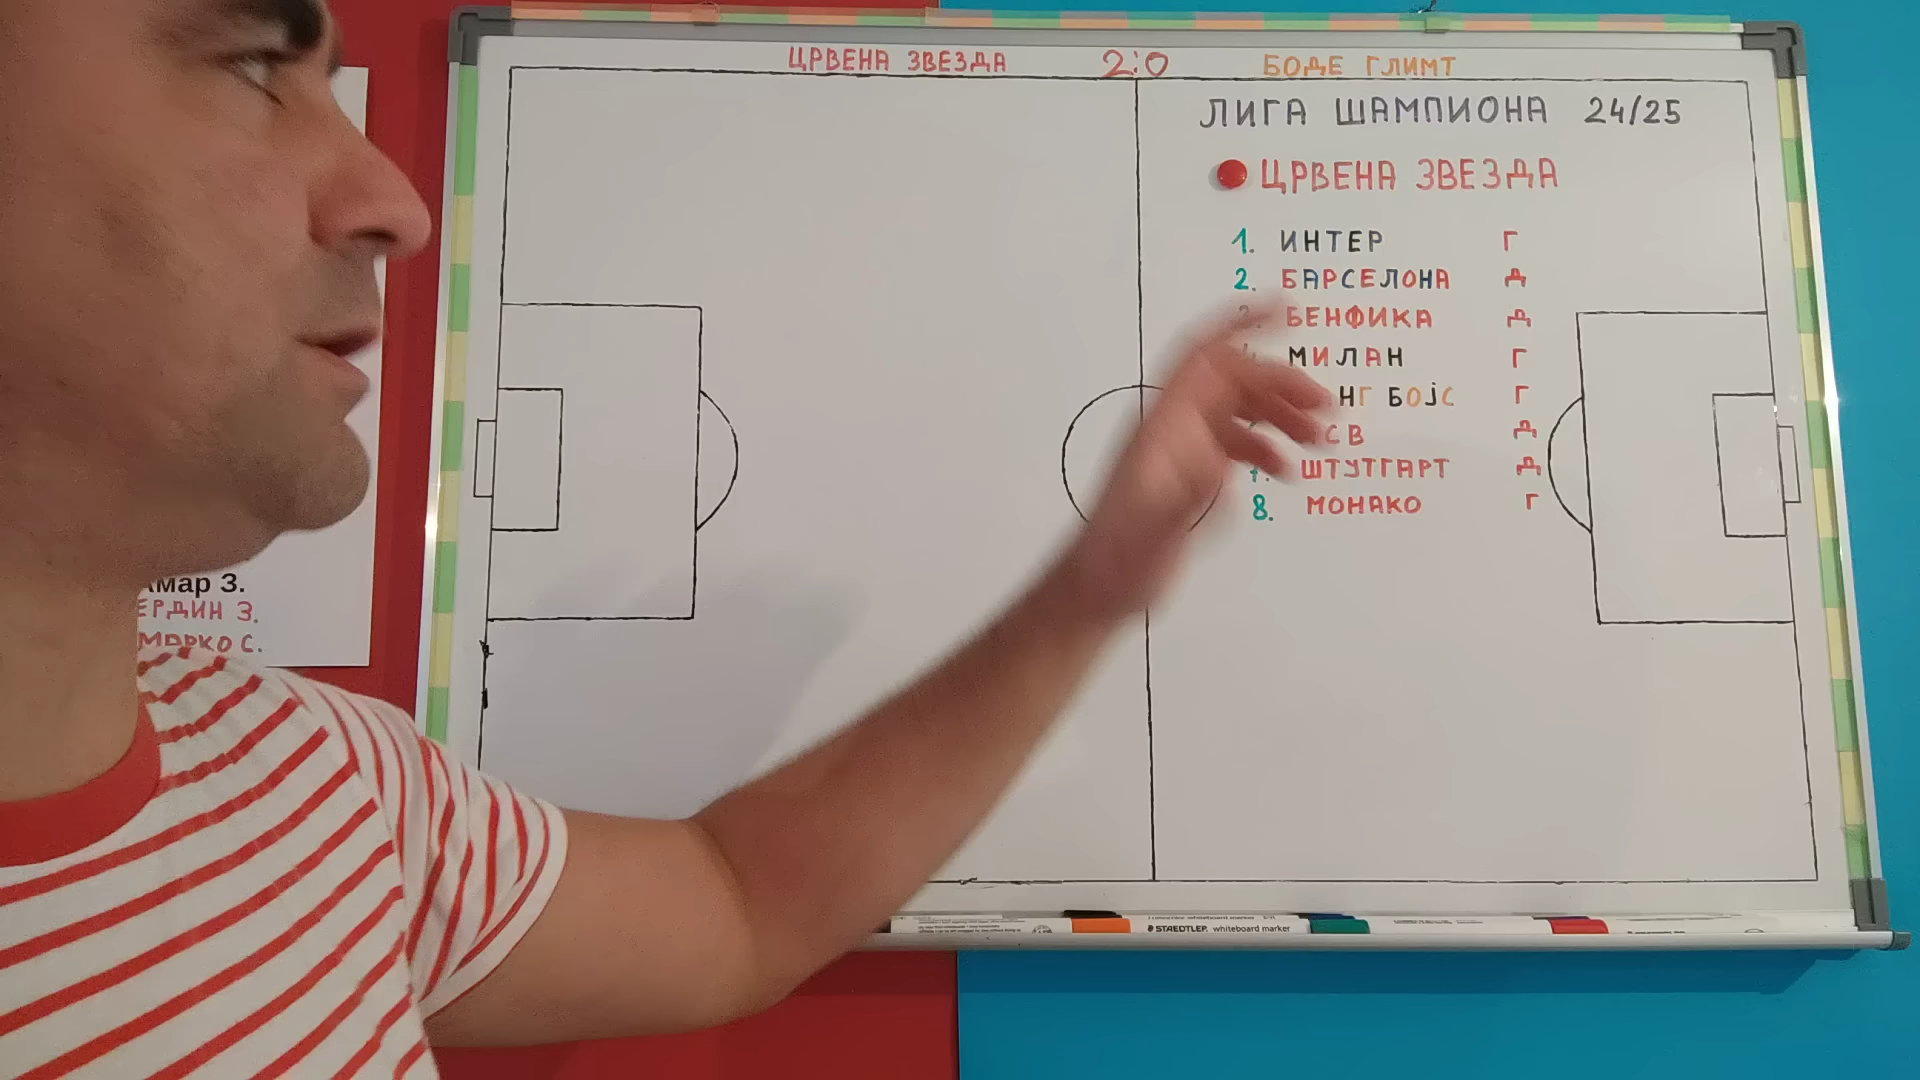 ЦРВЕНА ЗВЕЗДА 2:0 БОДЕ ГЛИМТ
ЛИГА ШАМПИОНА 24/25
ЦРВЕНА ЗВЕЗДА
1. ИНТЕР Г
2. БАРСЕЛОНА Д
БЕНФИКА Д
МИЛАН Г
БОЈС Г
Д
ШТУТГАРТ Д
8. МОНАКО Г
З.
З.
МАРКО С.
STAEDTLER whiteboard marker